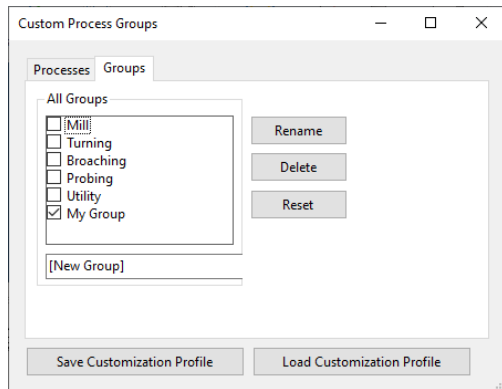 Custom Process Groups
Processes
Groups
All Groups
Mill
Turning
Broaching
Probing
Utility
My Group
[New Group]
Rename
Delete
Reset
Save Customization Profile
Load Customization Profile